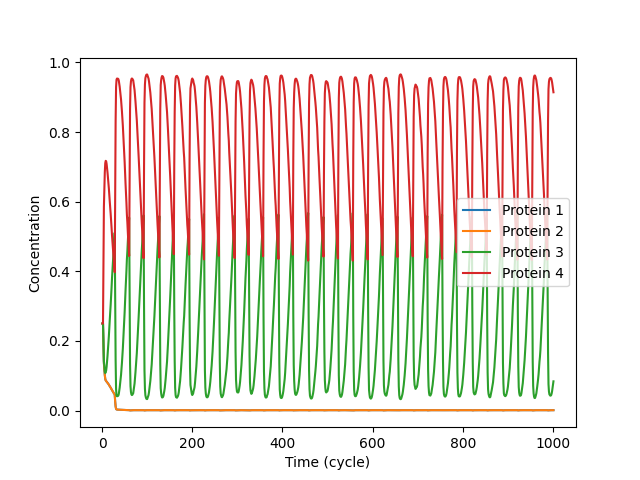 1.0
0.8
0.6
0.4
0.2
0.0
Concentration
Protein 1
Protein 2
Protein 3
Protein 4
0 200 400 600 800 1000
Time (cycle)